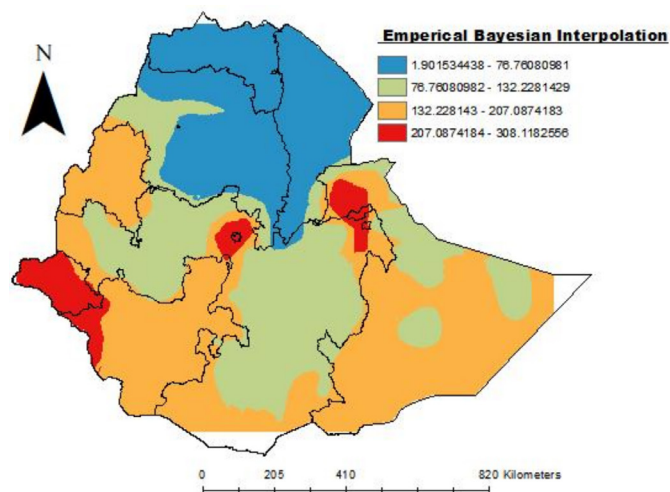 N
Emperical Bayesian Interpolation
1.901534438 - 76.76080981
76.76080982 - 132.2281429
132.228143 - 207.0874183
207.0874184 - 308.1182556
0 205 410 820 Kilometers